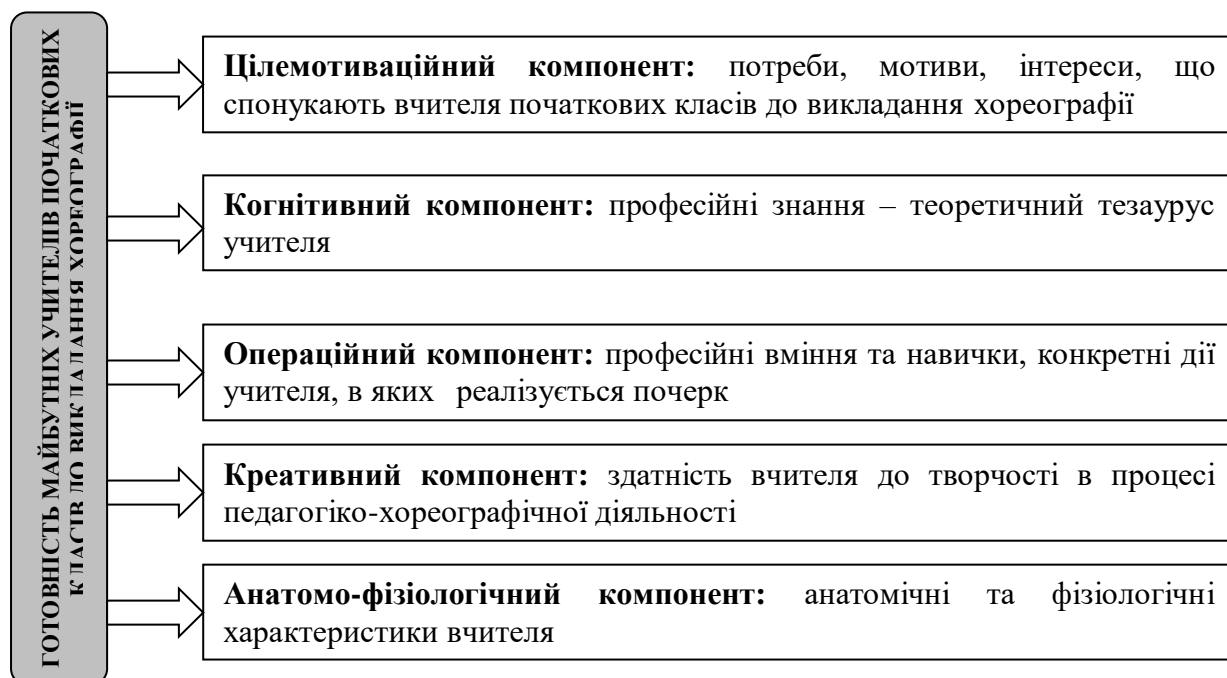 ГОТОВНІСТЬ МАЙБУТНІХ УЧИТЕЛІВ ПОЧАТКОВИХ
КЛАСІВ ДО ВИКЛАДАННЯ ХОРЕОГРАФІЇ
Цілемотиваційний компонент: потреби, мотиви, інтереси, що
спонукають вчителя початкових класів до викладання хореографії
Когнітивний компонент: професійні знання – теоретичний тезаурус
учителя
Операційний компонент: професійні вміння та навички, конкретні дії
учителя, в яких реалізується почерк
Креативний компонент: здатність вчителя до творчості в процесі
педагогіко-хореографічної діяльності
Анатомо-фізіологічний компонент: анатомічні та фізіологічні
характеристики вчителя